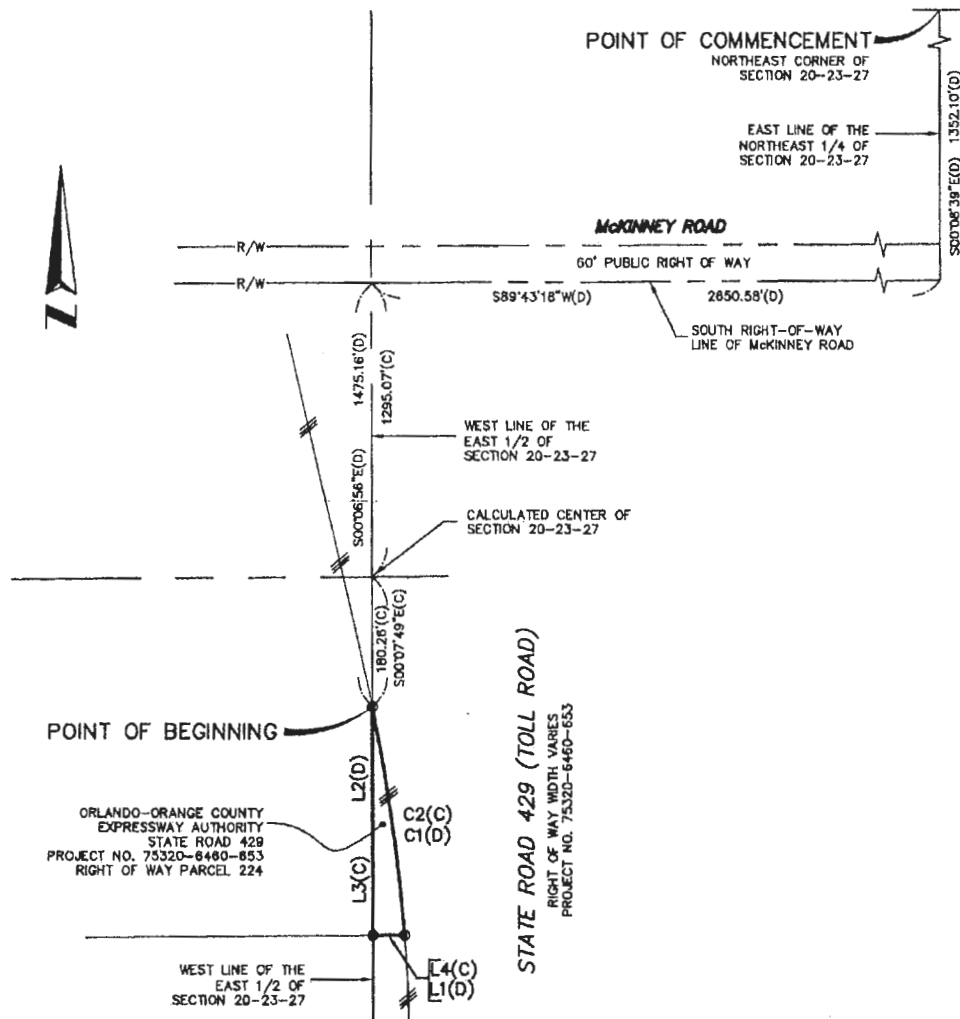 POINT OF COMMENCEMENT
NORTHEAST CORNER OF
SECTION 20-23-27
EAST LINE OF THE
NORTHEAST 1/4 OF
SECTION 20-23-27
S00°08'39"E(D) 1352.10'(D)
McKINNEY ROAD
R/W
60' PUBLIC RIGHT OF WAY
R/W
S89°43'18"W(D)
2650.58'(D)
SOUTH RIGHT-OF-WAY
LINE OF McKINNEY ROAD
N
1475.16'(D)
1295.07'(C)
S00°06'56"E(D)
WEST LINE OF THE
EAST 1/2 OF
SECTION 20-23-27
CALCULATED CENTER OF
SECTION 20-23-27
180.26'(C)
S00°07'49"E(C)
POINT OF BEGINNING
L2(D)
L3(C)
C2(C)
C1(D)
ORLANDO-ORANGE COUNTY
EXPRESSWAY AUTHORITY
STATE ROAD 429
PROJECT NO. 75320-6460-653
RIGHT OF WAY PARCEL 224
STATE ROAD 429 (TOLL ROAD)
RIGHT OF WAY WIDTH VARIES
PROJECT NO. 75320-6460-653
L4(C)
L1(D)
WEST LINE OF THE
EAST 1/2 OF
SECTION 20-23-27